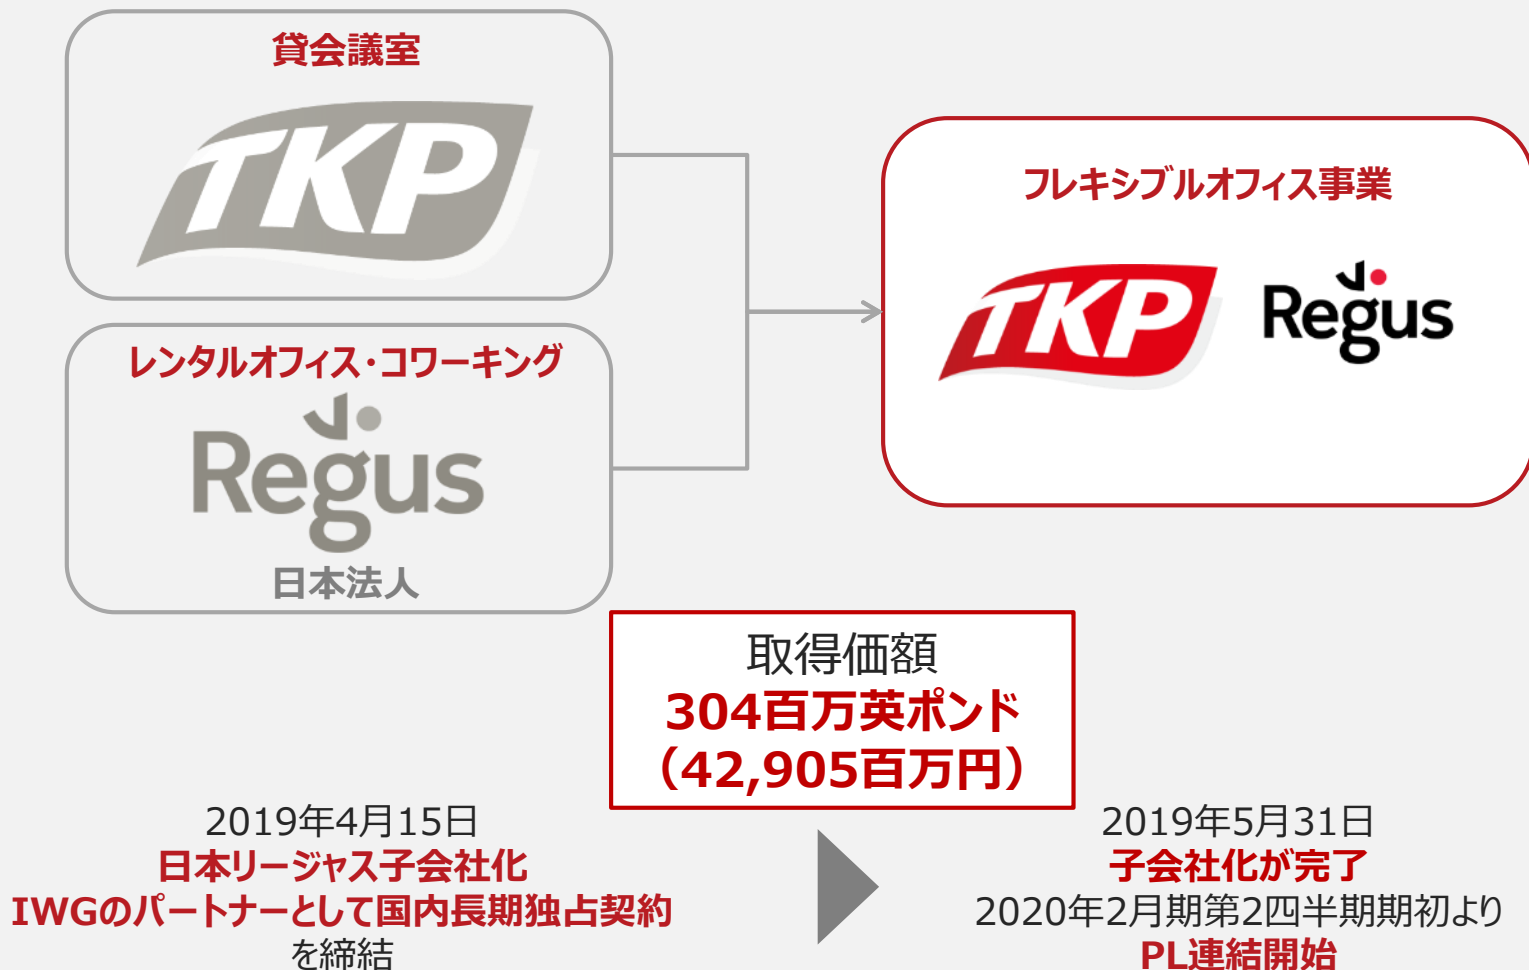 貸会議室
TKP
レンタルオフィス・コワーキング
Regus
日本法人
フレキシブルオフィス事業
TKP
Regus
取得価額
304百万英ポンド
（42,905百万円）
2019年4月15日
日本リージャス子会社化
IWGのパートナーとして国内長期独占契約
を締結
2019年5月31日
子会社化が完了
2020年2月期第2四半期期初より
PL連結開始